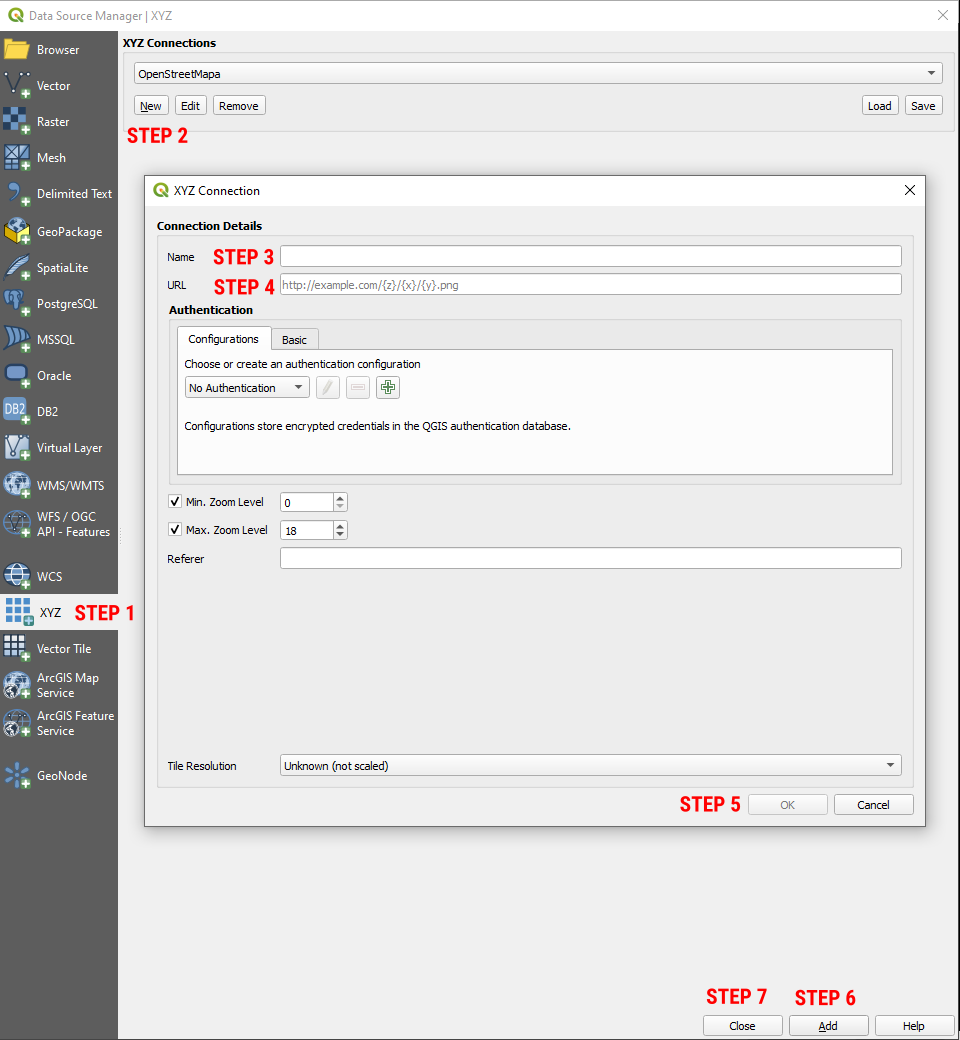 Data Source Manager | XYZ
Browser
Vector
Raster
Mesh
Delimited Text
GeoPackage
SpatiaLite
PostgreSQL
MSSQL
Oracle
DB2
DB2
Virtual Layer
WMS/WMTS
WFS / OGC
API - Features
WCS
XYZ STEP 1
Vector Tile
ArcGIS Map
Service
ArcGIS Feature
Service
GeoNode
XYZ Connections
OpenStreetMapa
New Edit Remove Load Save
STEP 2
XYZ Connection
Connection Details
Name STEP 3
URL STEP 4 http://example.com/{z}/{x}/{y}.png
Authentication
Configurations Basic
Choose or create an authentication configuration
No Authentication
Configurations store encrypted credentials in the QGIS authentication database.
Min. Zoom Level 0
Max. Zoom Level 18
Referer
Tile Resolution Unknown (not scaled)
STEP 5 OK Cancel
STEP 7 STEP 6
Close Add Help